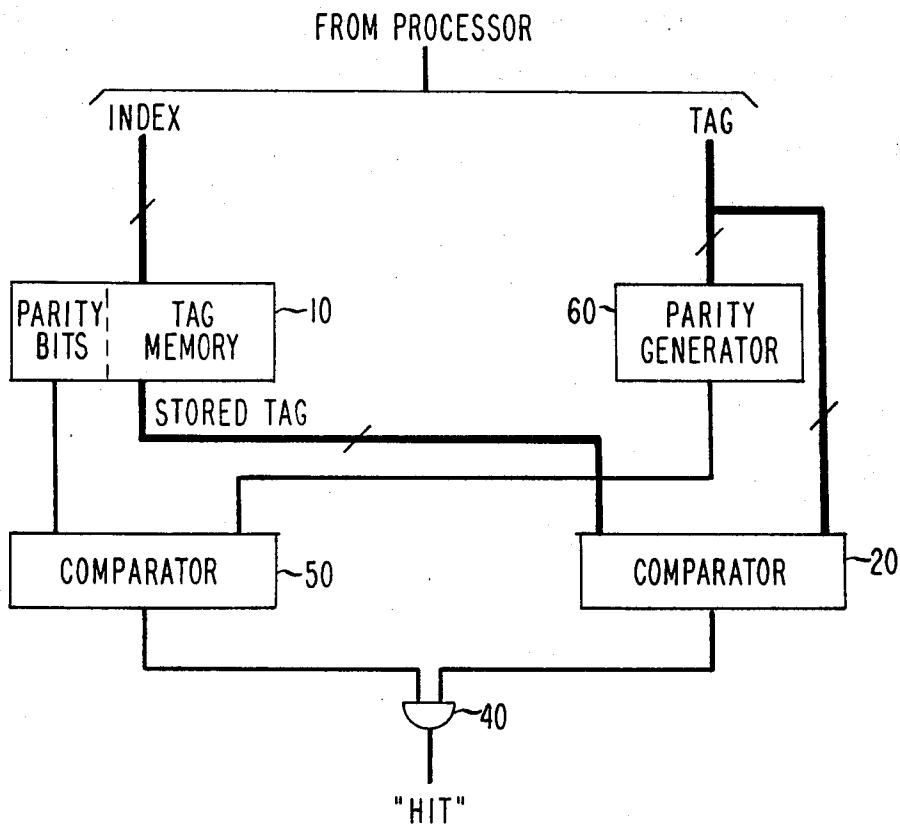 FROM PROCESSOR
INDEX
TAG
PARITY BITS
TAG MEMORY
10
60
PARITY GENERATOR
STORED TAG
COMPARATOR
50
COMPARATOR
20
40
"HIT"